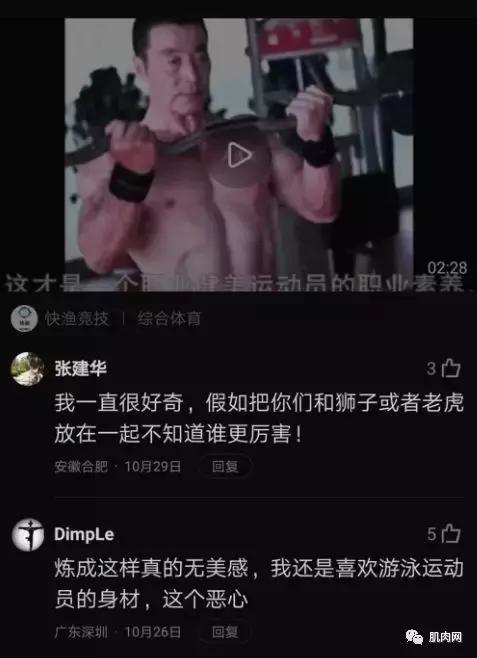 02:28
这才是一个职业健美运动员的职业素养
快渔竞技 | 综合体育
张建华
3
我一直很好奇，假如把你们和狮子或者老虎
放在一起不知道谁更厉害！
安徽合肥 · 10月29日 回复
DimpLe
5
炼成这样真的无美感，我还是喜欢游泳运动
员的身材，这个恶心
广东深圳 · 10月26日 回复
肌肉网